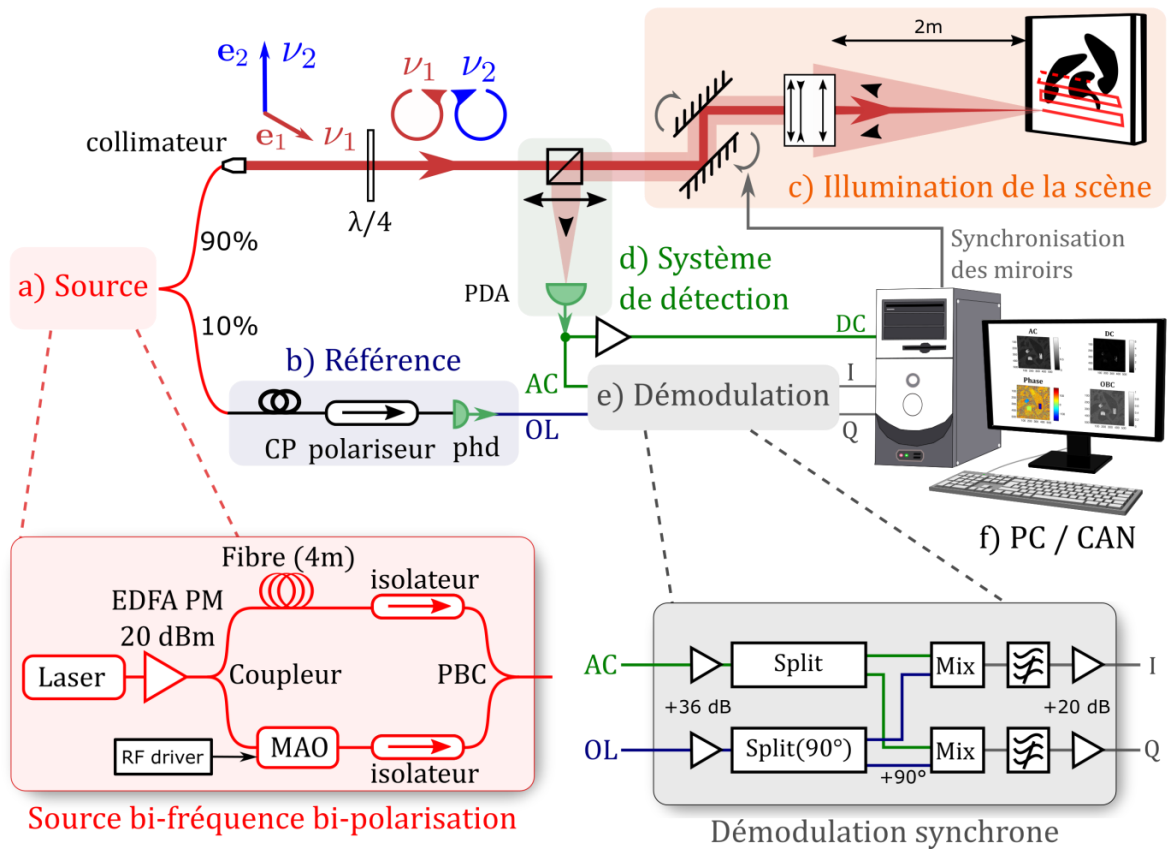 e₂ ν₂
ν₁ ν₂
e₁ ν₁
collimateur
λ/4
2m
c) Illumination de la scène
90%
a) Source
10%
PDA
d) Système
de détection
Synchronisation
des miroirs
b) Référence
CP polariseur phd
DC
AC
OL
e) Démodulation
I
Q
AC DC
Phase OBC
f) PC / CAN
Fibre (4m)
isolateur
EDFA PM
20 dBm
Laser
Coupleur
PBC
RF driver
MAO
isolateur
Source bi-fréquence bi-polarisation
AC
+36 dB
Split
Mix
+20 dB
I
OL
Split(90°)
+90°
Mix
Q
Démodulation synchrone